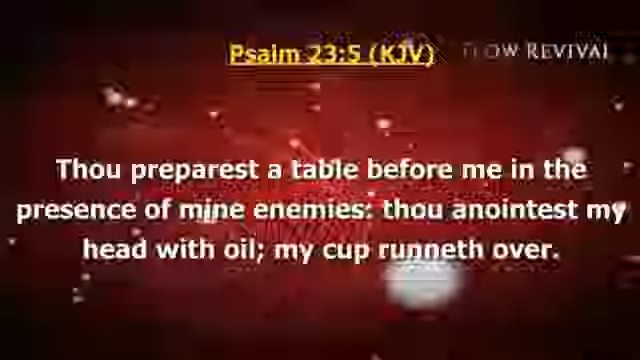 Psalm 23:5 (KJV)
REVIVAL
Thou preparest a table before me in the
presence of mine enemies: thou anointest my
head with oil; my cup runneth over.